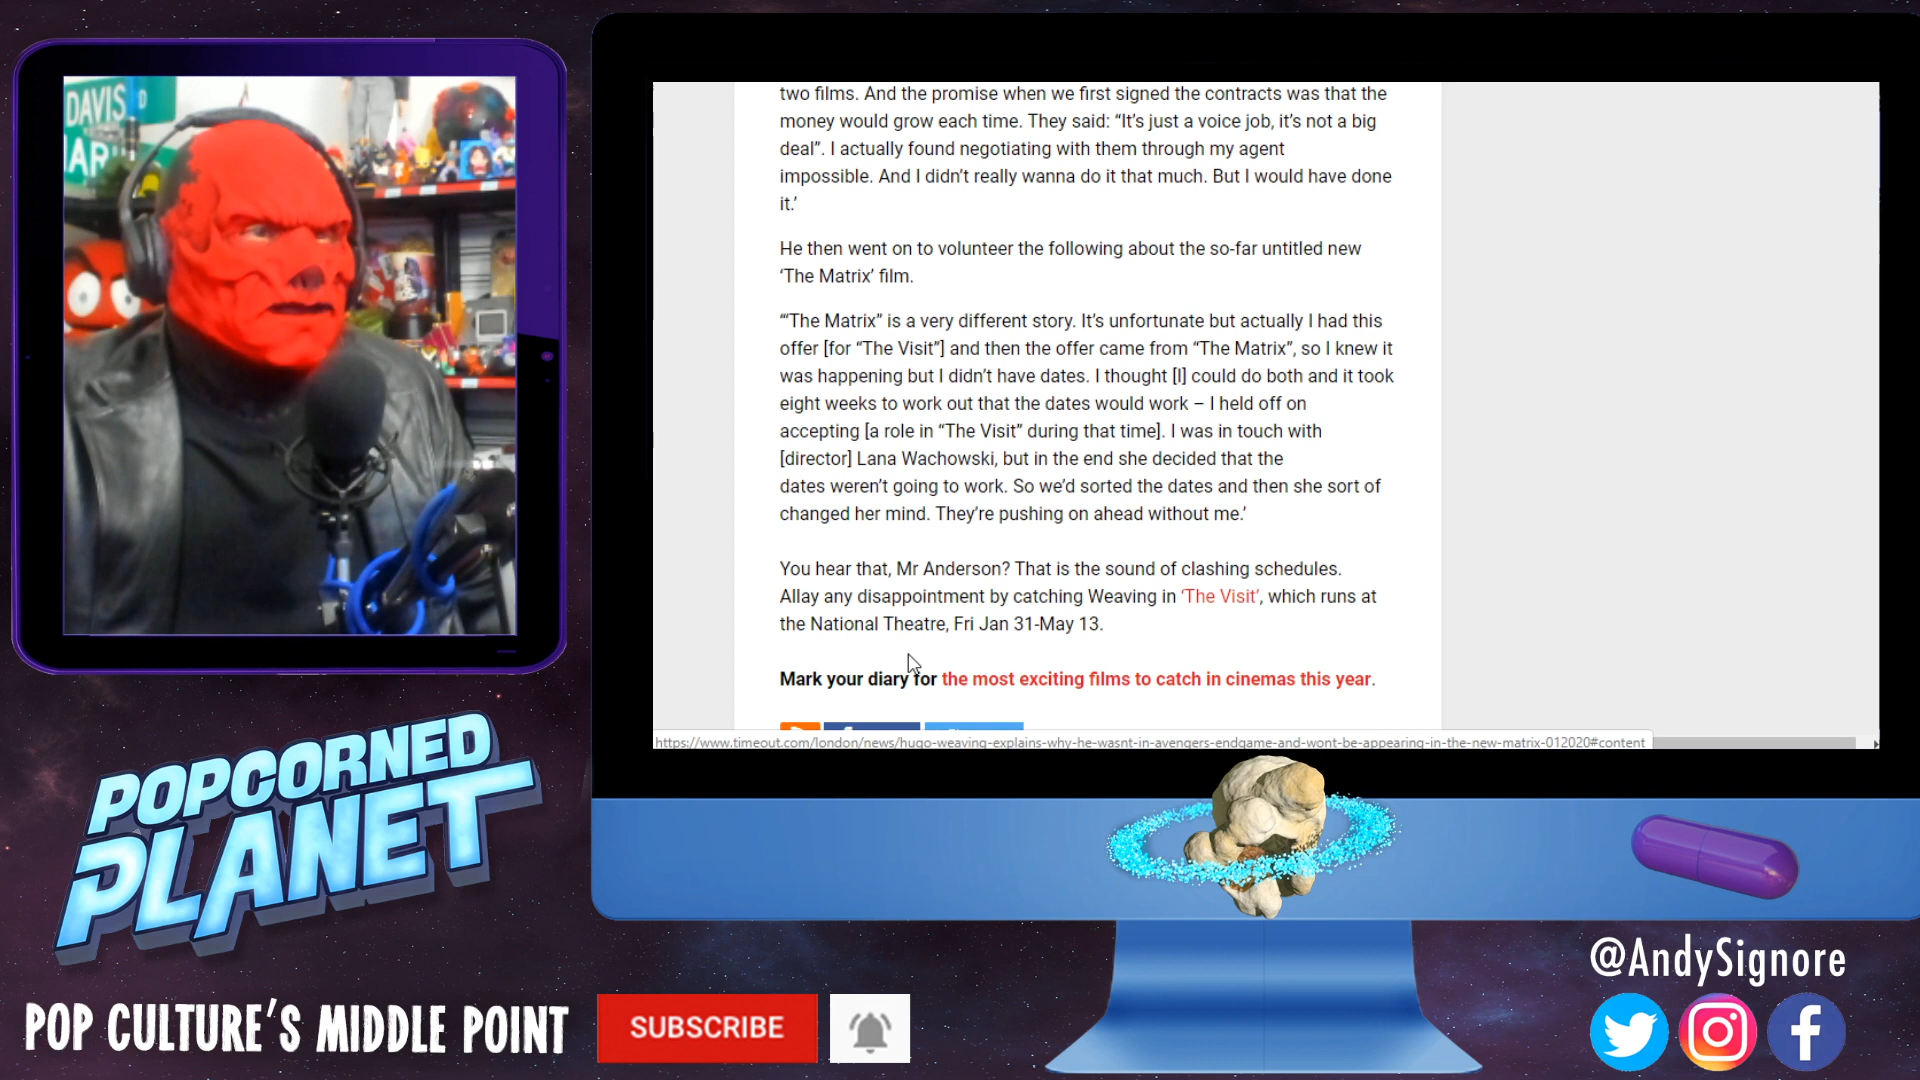 DAVIS
two films. And the promise when we first signed the contracts was that the
money would grow each time. They said: “It’s just a voice job, it’s not a big
deal”. I actually found negotiating with them through my agent
impossible. And I didn’t really wanna do it that much. But I would have done
it.’
He then went on to volunteer the following about the so-far untitled new
‘The Matrix’ film.
‘“The Matrix” is a very different story. It’s unfortunate but actually I had this
offer [for “The Visit”] and then the offer came from “The Matrix”, so I knew it
was happening but I didn’t have dates. I thought [I] could do both and it took
eight weeks to work out that the dates would work – I held off on
accepting [a role in “The Visit” during that time]. I was in touch with
[director] Lana Wachowski, but in the end she decided that the
dates weren’t going to work. So we’d sorted the dates and then she sort of
changed her mind. They’re pushing on ahead without me.’
You hear that, Mr Anderson? That is the sound of clashing schedules.
Allay any disappointment by catching Weaving in ‘The Visit’, which runs at
the National Theatre, Fri Jan 31-May 13.
Mark your diary for the most exciting films to catch in cinemas this year.
https://www.timeout.com/london/news/hugo-weaving-explains-why-he-wasnt-in-avengers-endgame-and-wont-be-appearing-in-the-new-matrix-012020#content
POPCORNED
PLANET
POP CULTURE'S MIDDLE POINT
SUBSCRIBE
@AndySignore